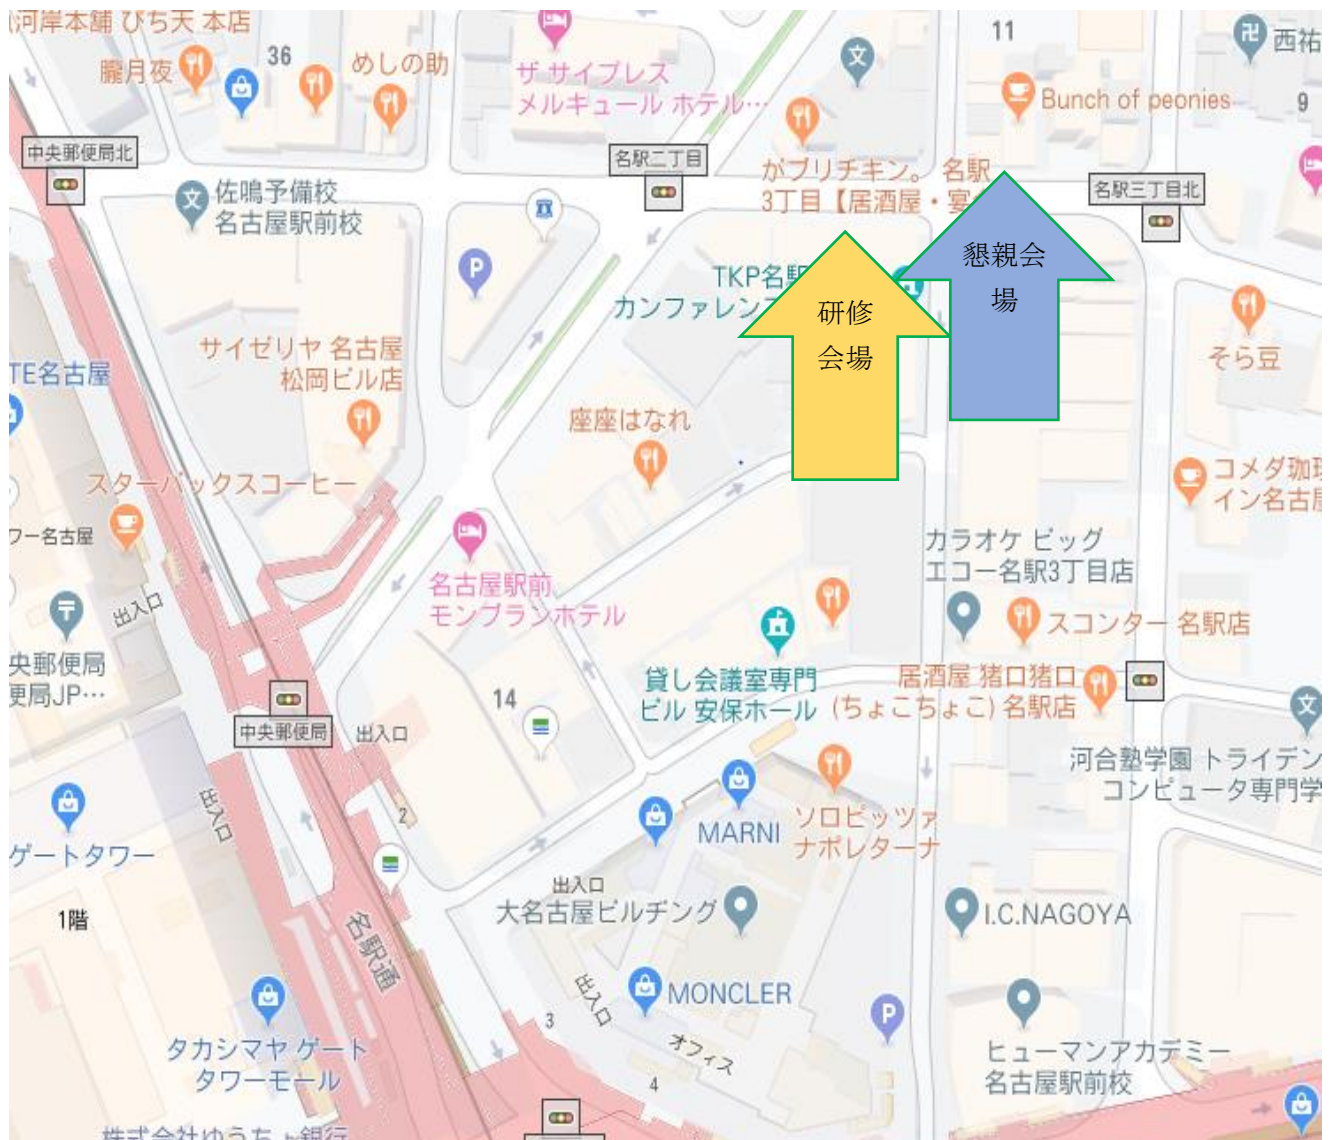 河岸本舗 ぴち天 本店
朧月夜
36
めしの助
ザ サイプレス
メルキュール ホテル…
11
西祐
Bunch of peonies
9
中央郵便局北
佐鳴予備校
名古屋駅前校
名駅二丁目
がブリチキン。 名駅
3丁目【居酒屋・宴
名駅三丁目北
P
TKP名駅
カンファレンス
研修
会場
懇親会
場
そら豆
サイゼリヤ 名古屋
松岡ビル店
TE名古屋
座座はなれ
スターバックスコーヒー
ワー名古屋
コメダ珈琲
イン名古屋
カラオケ ビッグ
エコー名駅3丁目店
名古屋駅前
モンブランホテル
出入口
央郵便局
便局JP…
スコンター 名駅店
貸し会議室専門
ビル 安保ホール
居酒屋 猪口猪口
(ちょこちょこ) 名駅店
14
中央郵便局
出入口
河合塾学園 トライデン
コンピュータ専門学
出入口
2
MARNI
ソロピッツァ
ナポレターナ
ゲートタワー
1階
名駅通
出入口
大名古屋ビルヂング
I.C.NAGOYA
出入口
MONCLER
3
オフィス
4
P
タカシマヤ ゲート
タワーモール
ヒューマンアカデミー
名古屋駅前校
株式会社ゆうちょ銀行